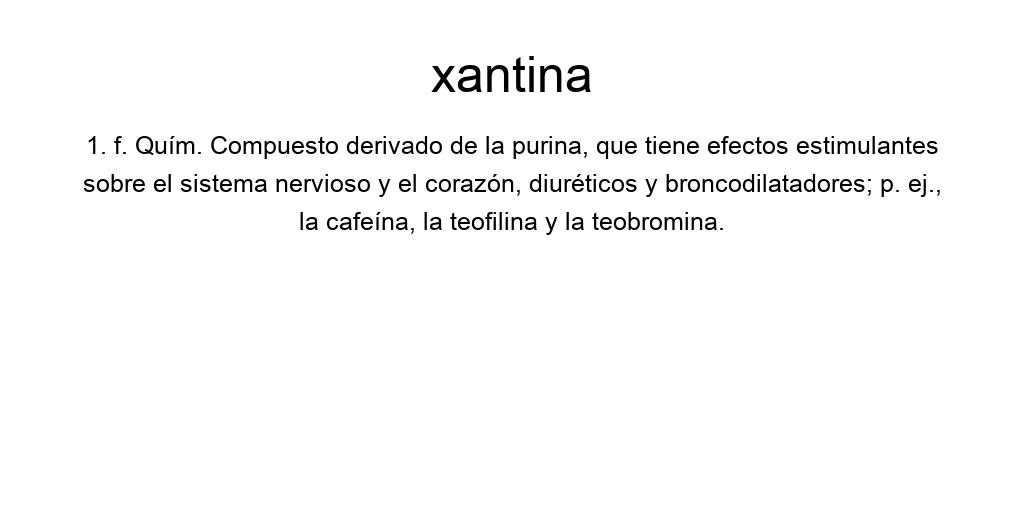 xantina
1. f. Quím. Compuesto derivado de la purina, que tiene efectos estimulantes
sobre el sistema nervioso y el corazón, diuréticos y broncodilatadores; p. ej.,
la cafeína, la teofilina y la teobromina.